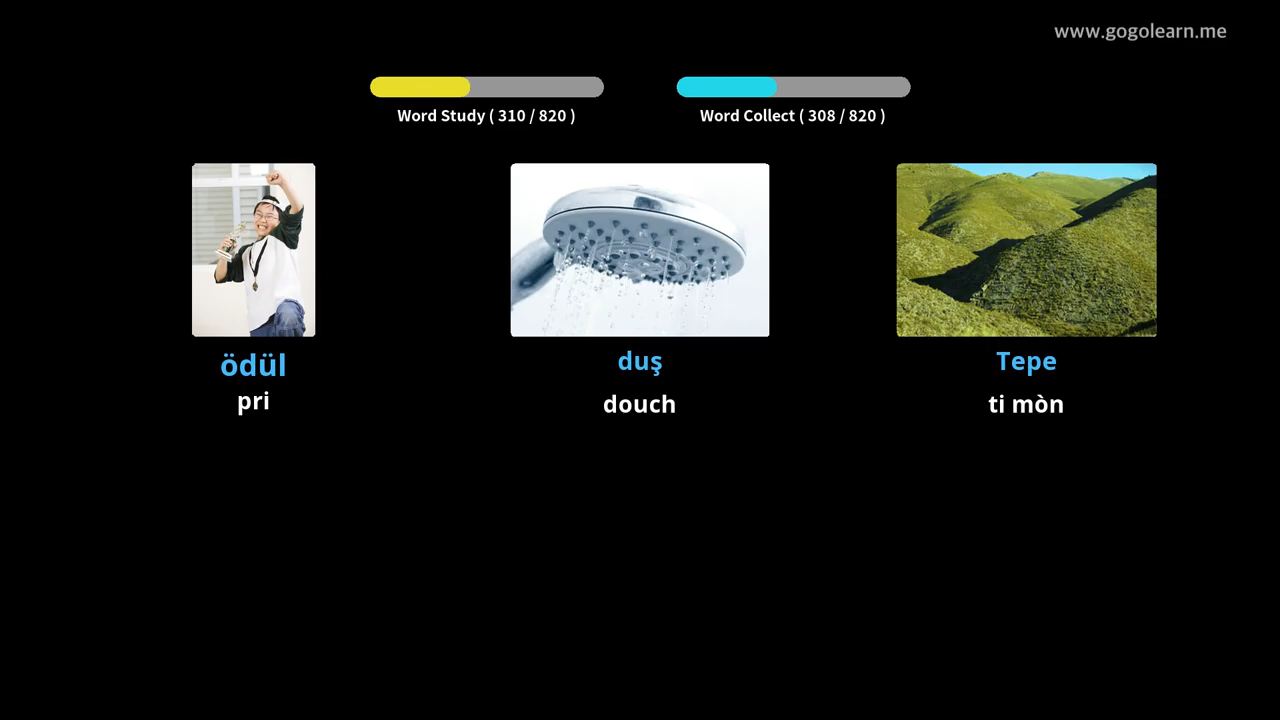 www.gogolearn.me
Word Study ( 310 / 820 )
Word Collect ( 308 / 820 )
ödül
pri
duş
douch
Tepe
ti mòn